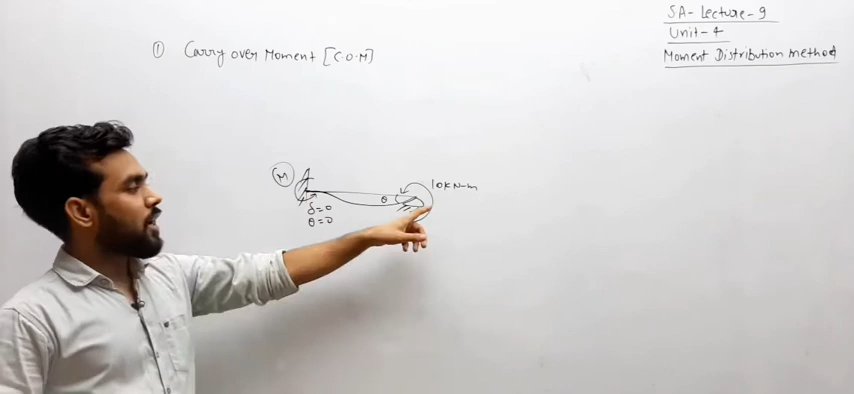 SA- Lecture-9
Unit-4
Moment Distribution method
① Carry over Moment [C.O.M]
M
10KN-m
θ
δ=0
θ=0